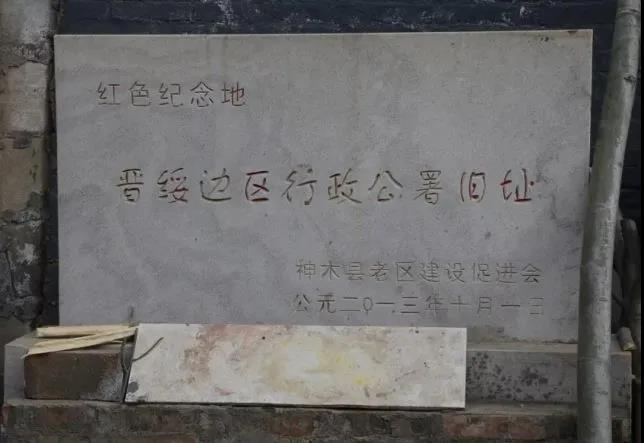 红色纪念地
晋绥边区行政公署旧址
神木县老区建设促进会
公元二〇一三年十月一日